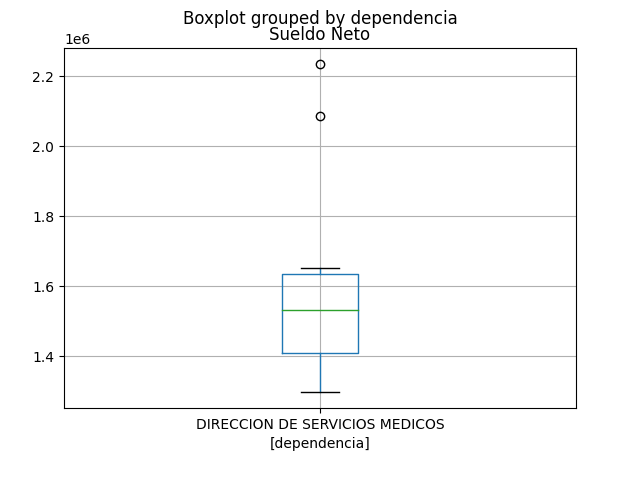 Boxplot grouped by dependencia
Sueldo Neto
1e6
2.2
2.0
1.8
1.6
1.4
DIRECCION DE SERVICIOS MEDICOS
[dependencia]